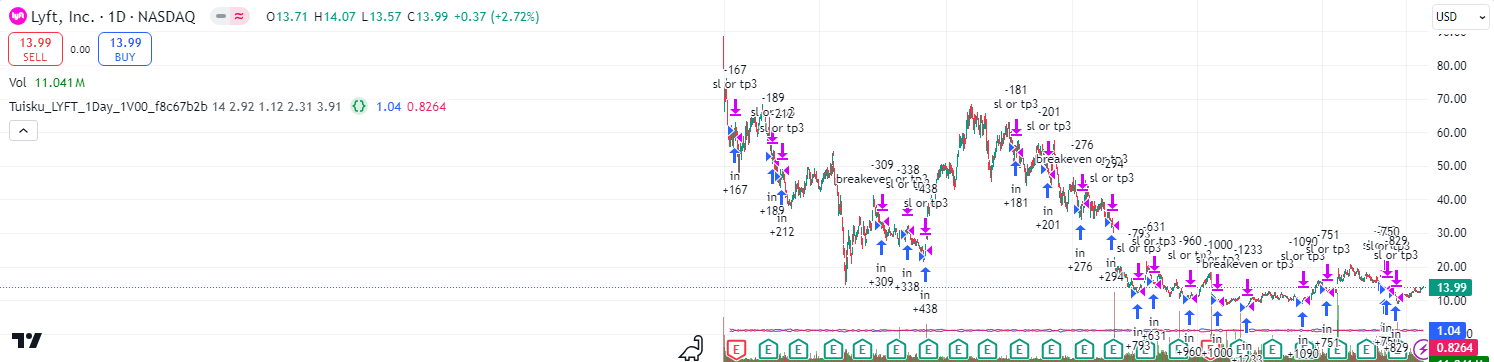 Lyft, Inc. · 1D · NASDAQ
O13.71 H14.07 L13.57 C13.99 +0.37 (+2.72%)
USD
13.99
SELL
0.00
13.99
BUY
Vol 11.041 M
Tuisku_LYFT_1Day_1V00_f8c67b2b 14 2.92 1.12 2.31 3.91 {} 1.04 0.8264
80.00
70.00
60.00
50.00
40.00
30.00
20.00
13.99
10.00
1.04
0.8264
-167
sl or tp3
in
+167
-189
-212
sl or tp3
in
+189
in
+212
-309
breakeven or tp3
in
+309
-338
in
+338
-438
sl or tp3
in
+438
-181
sl or tp3
in
+181
-201
sl or tp3
in
+201
-276
breakeven or tp3
in
+276
-294
sl or tp3
in
+294
-793
in
+793
-631
sl or tp3
in
+631
-960
in
+960
-1000
in
+1000
-1233
breakeven or tp3
-1090
sl or tp3
in
+1090
-751
sl or tp3
in
+751
-750
in
-829
sl or tp3
in
+829
E E E E E E E E E E E E E